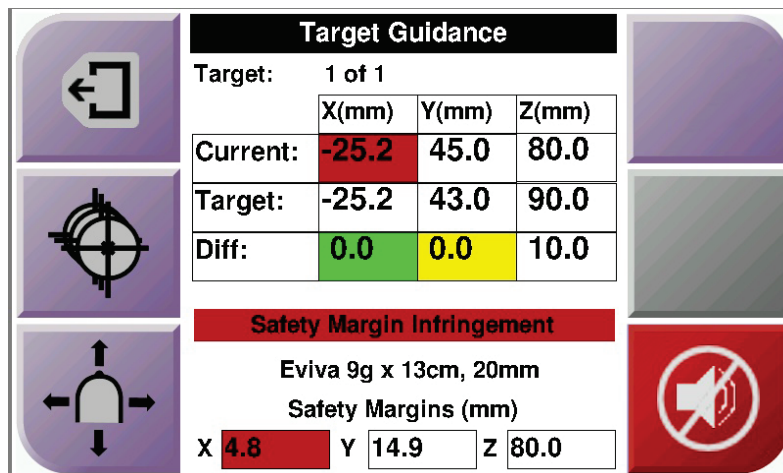 Target Guidance
Target: 1 of 1
X(mm) Y(mm) Z(mm)
Current: -25.2 45.0 80.0
Target: -25.2 43.0 90.0
Diff: 0.0 0.0 10.0
Safety Margin Infringement
Eviva 9g x 13cm, 20mm
Safety Margins (mm)
X 4.8 Y 14.9 Z 80.0